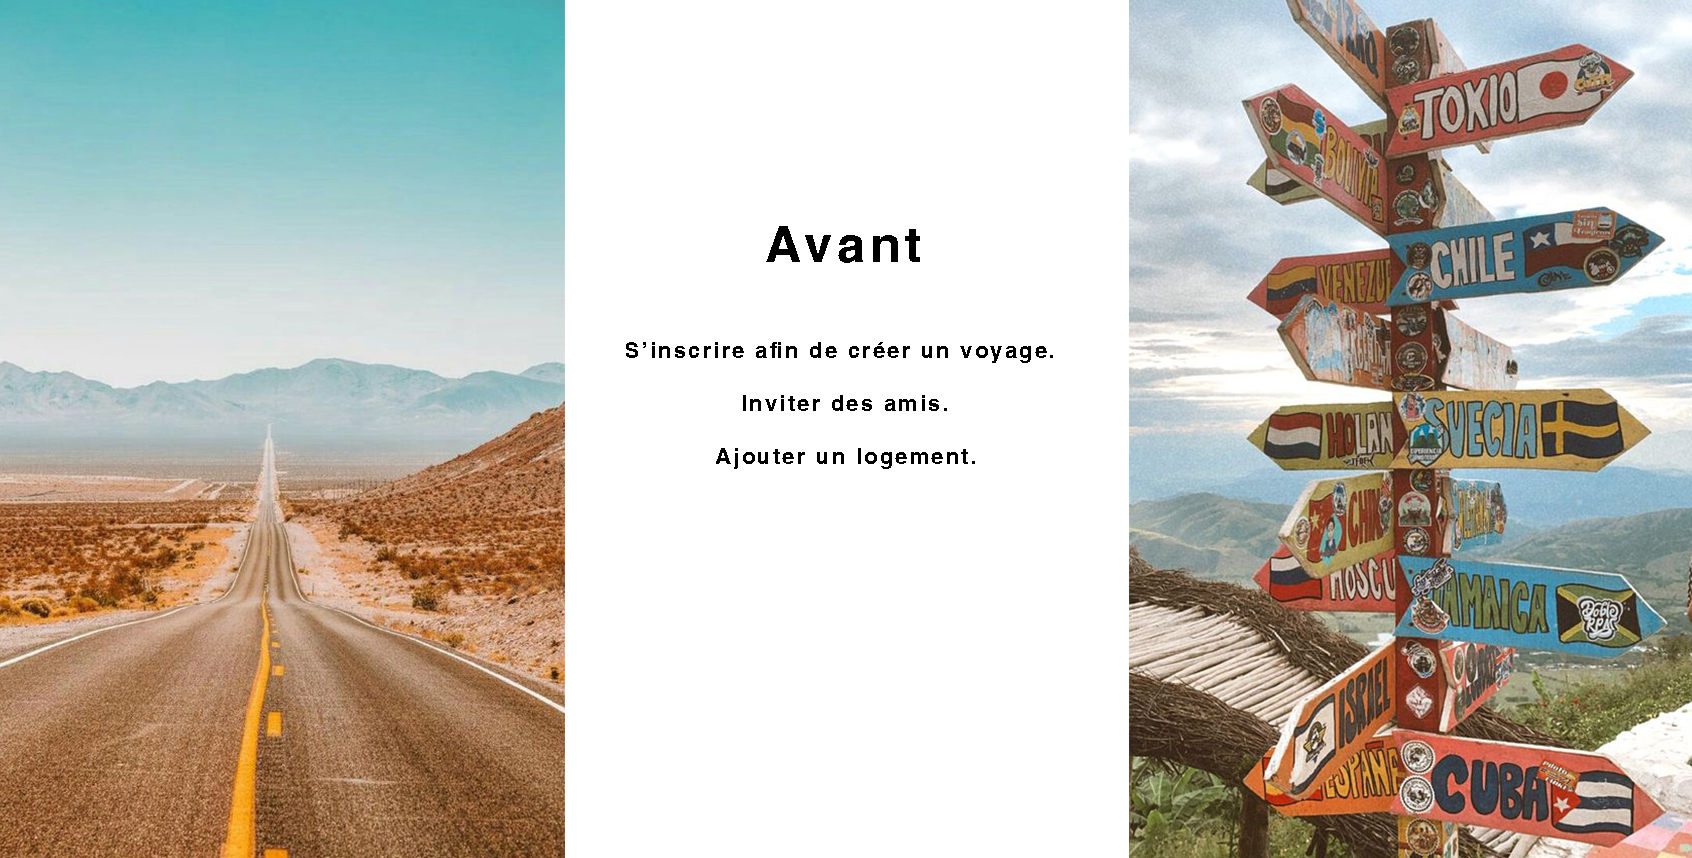 Avant
S’inscrire afin de créer un voyage.
Inviter des amis.
Ajouter un logement.
TOKIO
BOLIVIA
CHILE
VENEZU
HOLAN
SUECIA
CHIN
MOSCU
JAMAICA
ISRAEL
ESPAÑA
CUBA